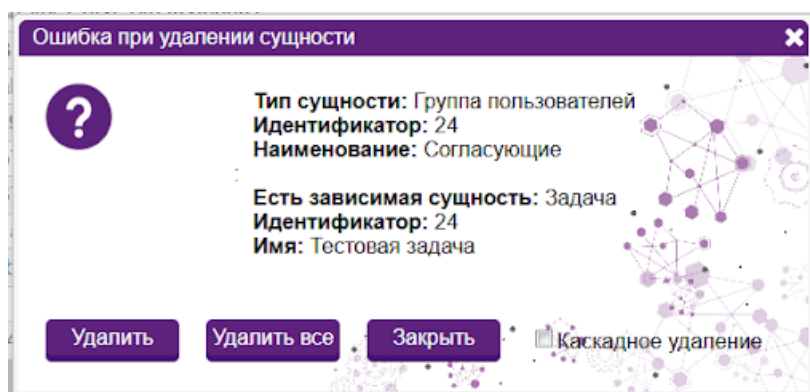 Ошибка при удалении сущности
?
Тип сущности: Группа пользователей
Идентификатор: 24
Наименование: Согласующие
:
Есть зависимая сущность: Задача
Идентификатор: 24
Имя: Тестовая задача
Удалить Удалить все Закрыть Каскадное удаление